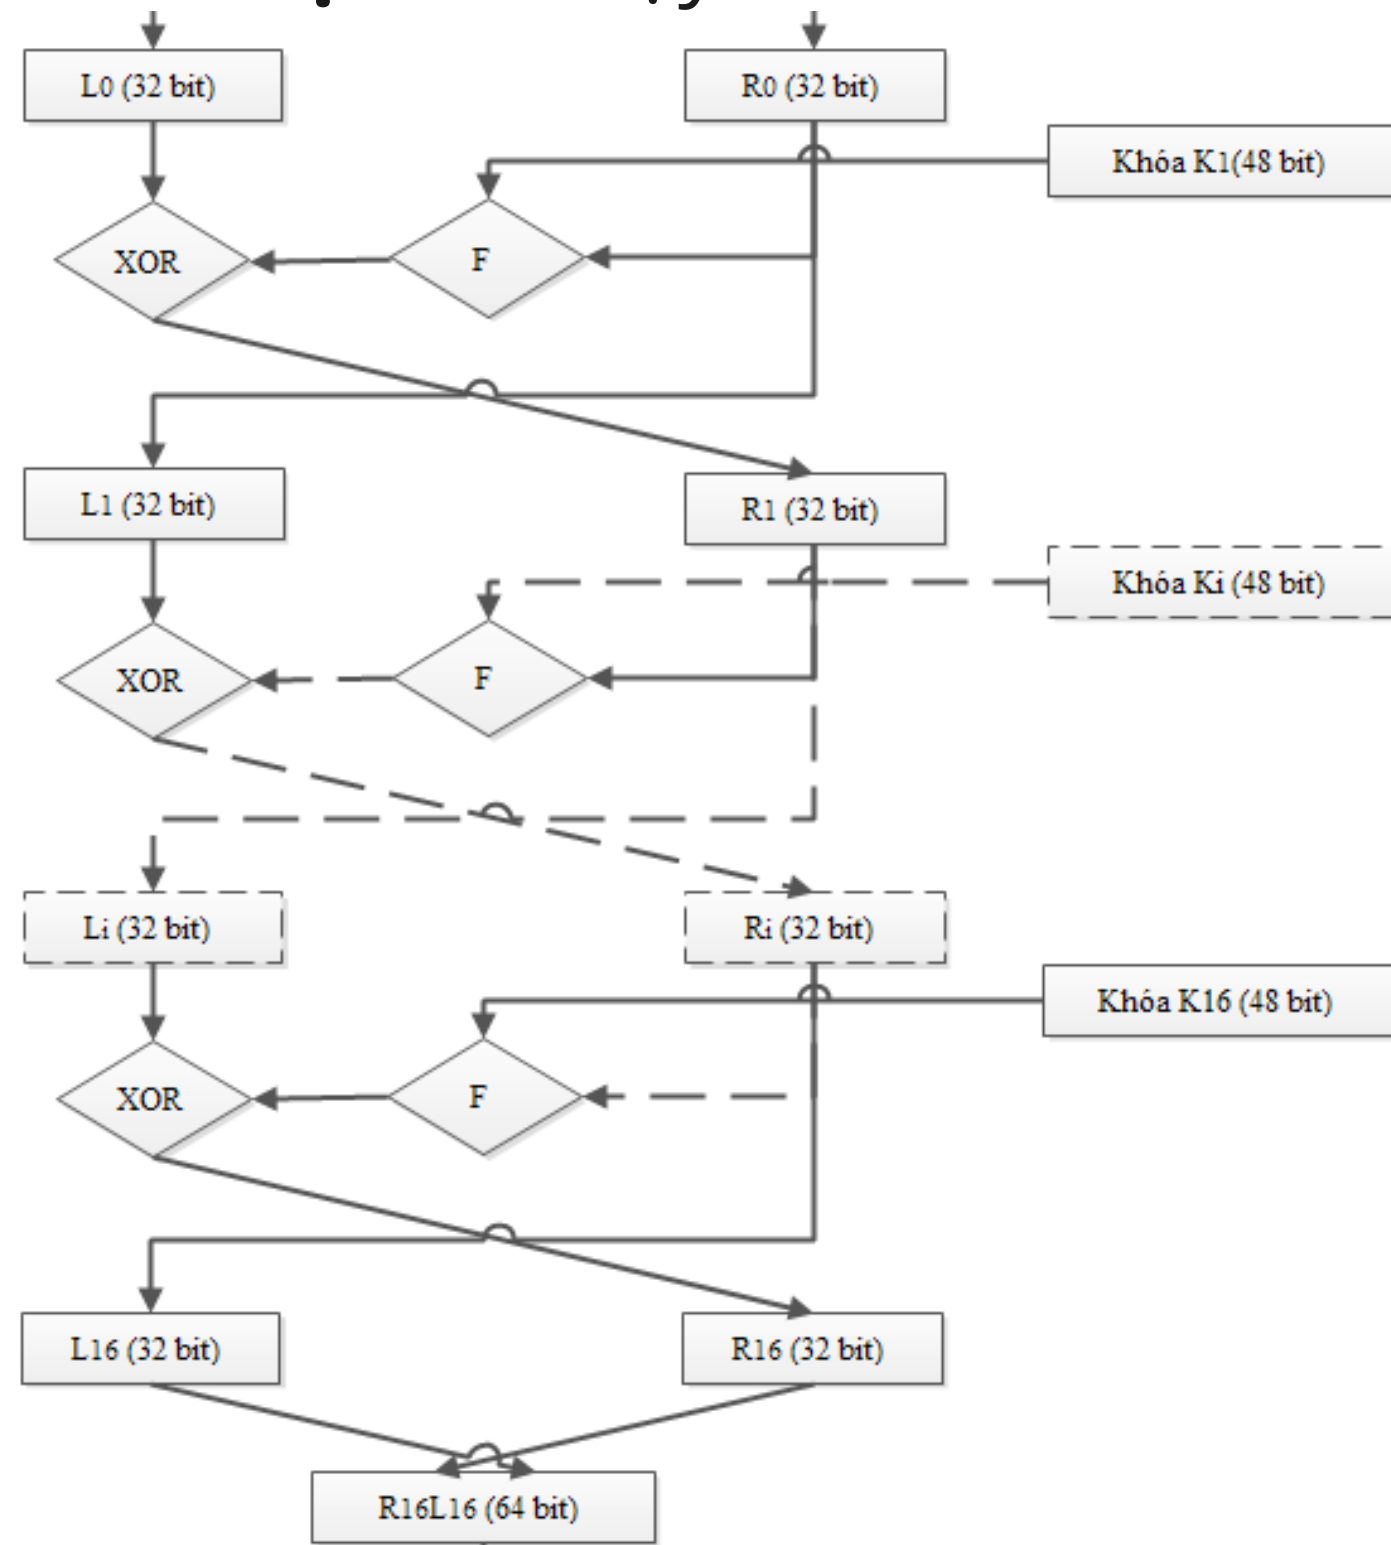 L0 (32 bit)
R0 (32 bit)
Khóa K1(48 bit)
XOR
F
L1 (32 bit)
R1 (32 bit)
Khóa Ki (48 bit)
XOR
F
Li (32 bit)
Ri (32 bit)
Khóa K16 (48 bit)
XOR
F
L16 (32 bit)
R16 (32 bit)
R16L16 (64 bit)